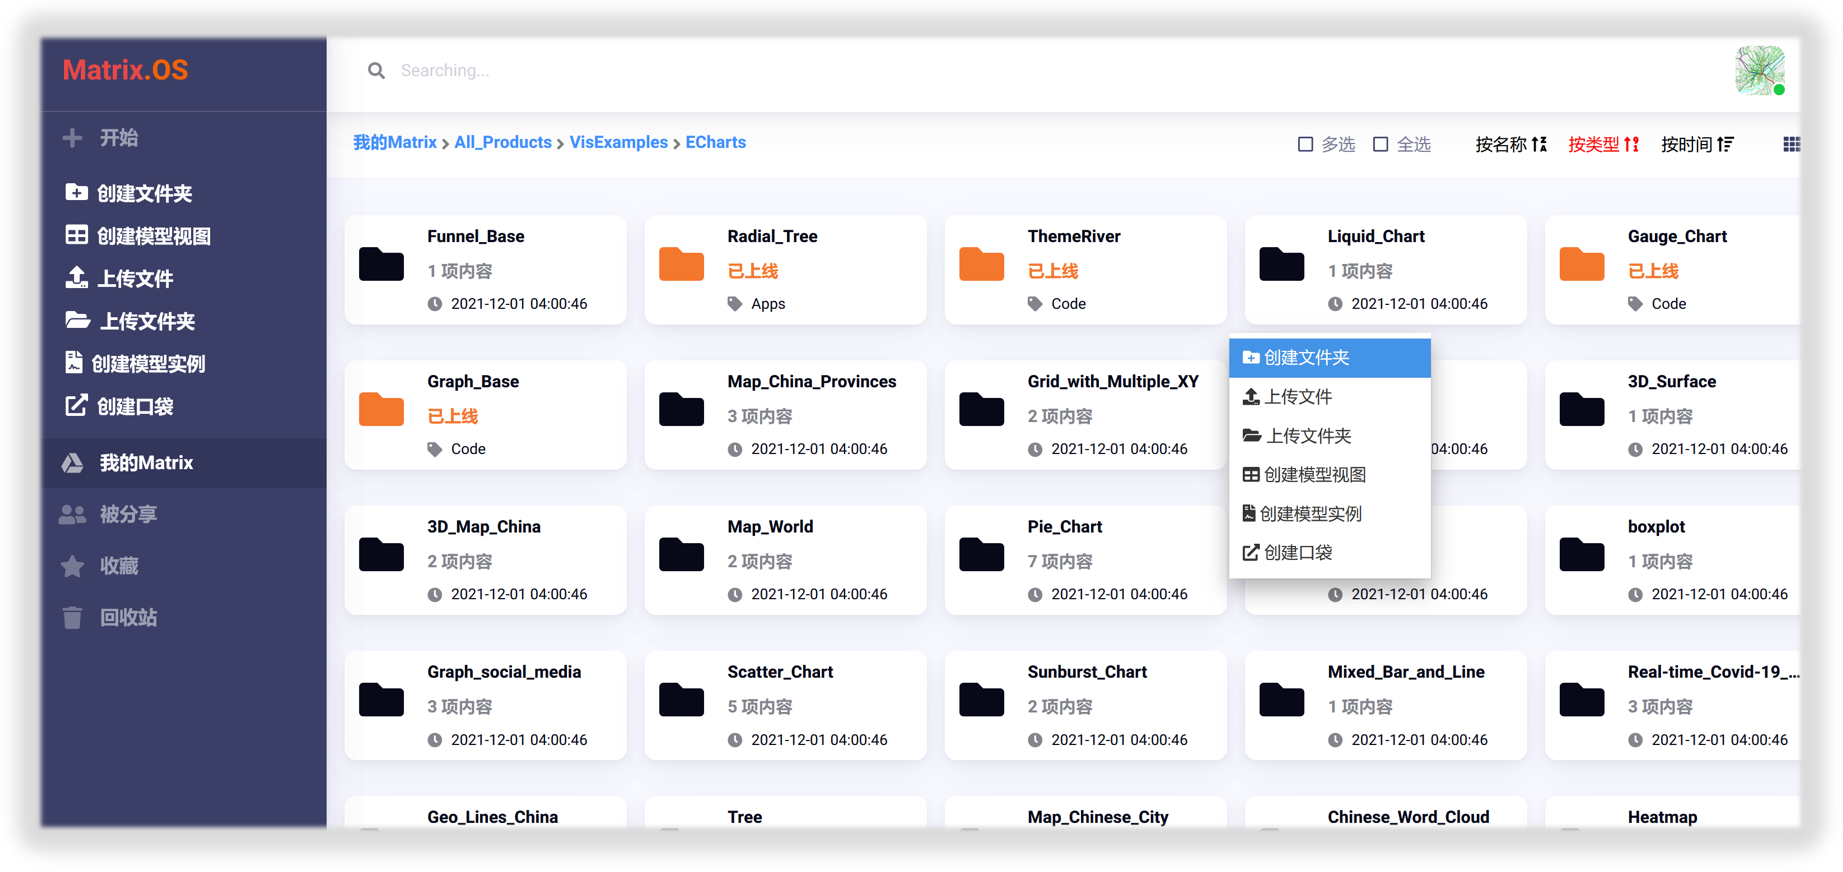 Matrix.OS
Searching...
开始
创建文件夹
创建模型视图
上传文件
上传文件夹
创建模型实例
创建口袋
我的Matrix
被分享
收藏
回收站
我的Matrix > All_Products > VisExamples > ECharts
多选 全选 按名称 按类型 按时间
Funnel_Base
1 项内容
2021-12-01 04:00:46
Radial_Tree
已上线
Apps
ThemeRiver
已上线
Code
Liquid_Chart
1 项内容
2021-12-01 04:00:46
Gauge_Chart
已上线
Code
Graph_Base
已上线
Code
Map_China_Provinces
3 项内容
2021-12-01 04:00:46
Grid_with_Multiple_XY
2 项内容
2021-12-01 04:00:46
创建文件夹
上传文件
上传文件夹
创建模型视图
创建模型实例
创建口袋
04:00:46
3D_Surface
1 项内容
2021-12-01 04:00:46
3D_Map_China
2 项内容
2021-12-01 04:00:46
Map_World
2 项内容
2021-12-01 04:00:46
Pie_Chart
7 项内容
2021-12-01 04:00:46
2021-12-01 04:00:46
boxplot
1 项内容
2021-12-01 04:00:46
Graph_social_media
3 项内容
2021-12-01 04:00:46
Scatter_Chart
5 项内容
2021-12-01 04:00:46
Sunburst_Chart
2 项内容
2021-12-01 04:00:46
Mixed_Bar_and_Line
1 项内容
2021-12-01 04:00:46
Real-time_Covid-19_...
3 项内容
2021-12-01 04:00:46
Geo_Lines_China
Tree
Map_Chinese_City
Chinese_Word_Cloud
Heatmap